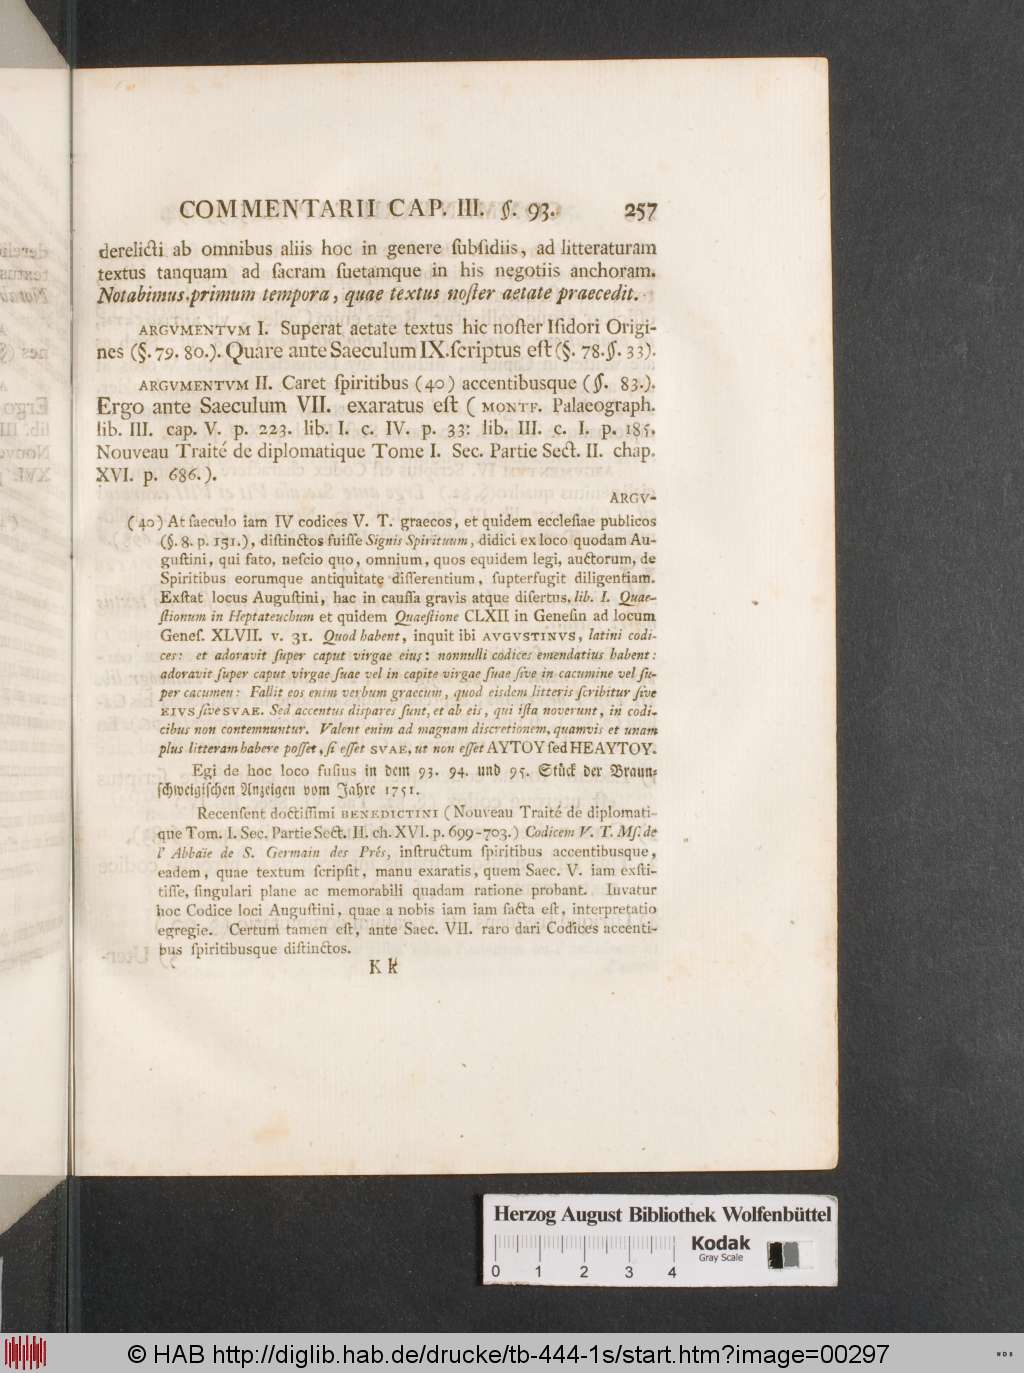 COMMENTARII CAP. III. §. 93. 257
derelicti ab omnibus aliis hoc in genere ſubſidiis, ad litteraturam
textus tanquam ad ſacram ſuetamque in his negotiis anchoram.
Notabimus primum tempora, quae textus noſter aetate praecedit.
ARGVMENTVM I. Superat aetate textus hic noſter Iſidori Origi-
nes (§. 79. 80.). Quare ante Saeculum IX. ſcriptus eſt (§. 78. §. 33).
ARGVMENTVM II. Caret ſpiritibus (40) accentibusque (§. 83.).
Ergo ante Saeculum VII. exaratus eſt ( MONTF. Palaeograph.
lib. III. cap. V. p. 223. lib. I. c. IV. p. 33: lib. III. c. I. p. 185.
Nouveau Traité de diplomatique Tome I. Sec. Partie Sect. II. chap.
XVI. p. 686.).
ARGV-
(40) At ſaeculo iam IV codices V. T. graecos, et quidem eccleſiae publicos
(§. 8. p. 151.), diſtinctos fuiſſe Signis Spirituum, didici ex loco quodam Au-
guſtini, qui fato, neſcio quo, omnium, quos equidem legi, auctorum, de
Spiritibus eorumque antiquitate diſſerentium, ſupterfugit diligentiam.
Exſtat locus Auguſtini, hac in cauſſa gravis atque diſertus, lib. I. Quae-
ſtionum in Heptateuchum et quidem Quaeſtione CLXII in Geneſin ad locum
Geneſ. XLVII. v. 31. Quod habent, inquit ibi AVGVSTINVS, latini codi-
ces: et adoravit ſuper caput virgae eius: nonnulli codices emendatius habent:
adoravit ſuper caput virgae ſuae vel in capite virgae ſuae ſive in cacumine vel ſu-
per cacumen: Fallit eos enim verbum graecum, quod eisdem litteris ſcribitur ſive
EIVS ſive SVAE. Sed accentus dispares ſunt, et ab eis, qui iſta noverunt, in codi-
cibus non contemnuntur. Valent enim ad magnam discretionem, quamvis et unam
plus litteram habere poſſet, ſi eſſet SVAE, ut non eſſet ΑΥΤΟΥ ſed ΗΕΑΥΤΟΥ.
Egi de hoc loco fuſius in dem 93. 94. und 95. Stück der Braun-
ſchweigiſchen Anzeigen vom Jahre 1751.
Recenſent doctiſſimi BENEDICTINI (Nouveau Traité de diplomati-
que Tom. I. Sec. Partie Sect. II. ch. XVI. p. 699-703.) Codicem V. T. Mſ. de
l' Abbaïe de S. Germain des Prés, inſtructum ſpiritibus accentibusque,
eadem, quae textum ſcripſit, manu exaratis, quem Saec. V. iam exſti-
tiſſe, ſingulari plane ac memorabili quadam ratione probant. Iuvatur
hoc Codice loci Auguſtini, quae a nobis iam iam facta eſt, interpretatio
egregie. Certum tamen eſt, ante Saec. VII. raro dari Codices accenti-
bus ſpiritibusque diſtinctos.
K k
Herzog August Bibliothek Wolfenbüttel
0 1 2 3 4
Kodak
Gray Scale
© HAB http://diglib.hab.de/drucke/tb-444-1s/start.htm?image=00297